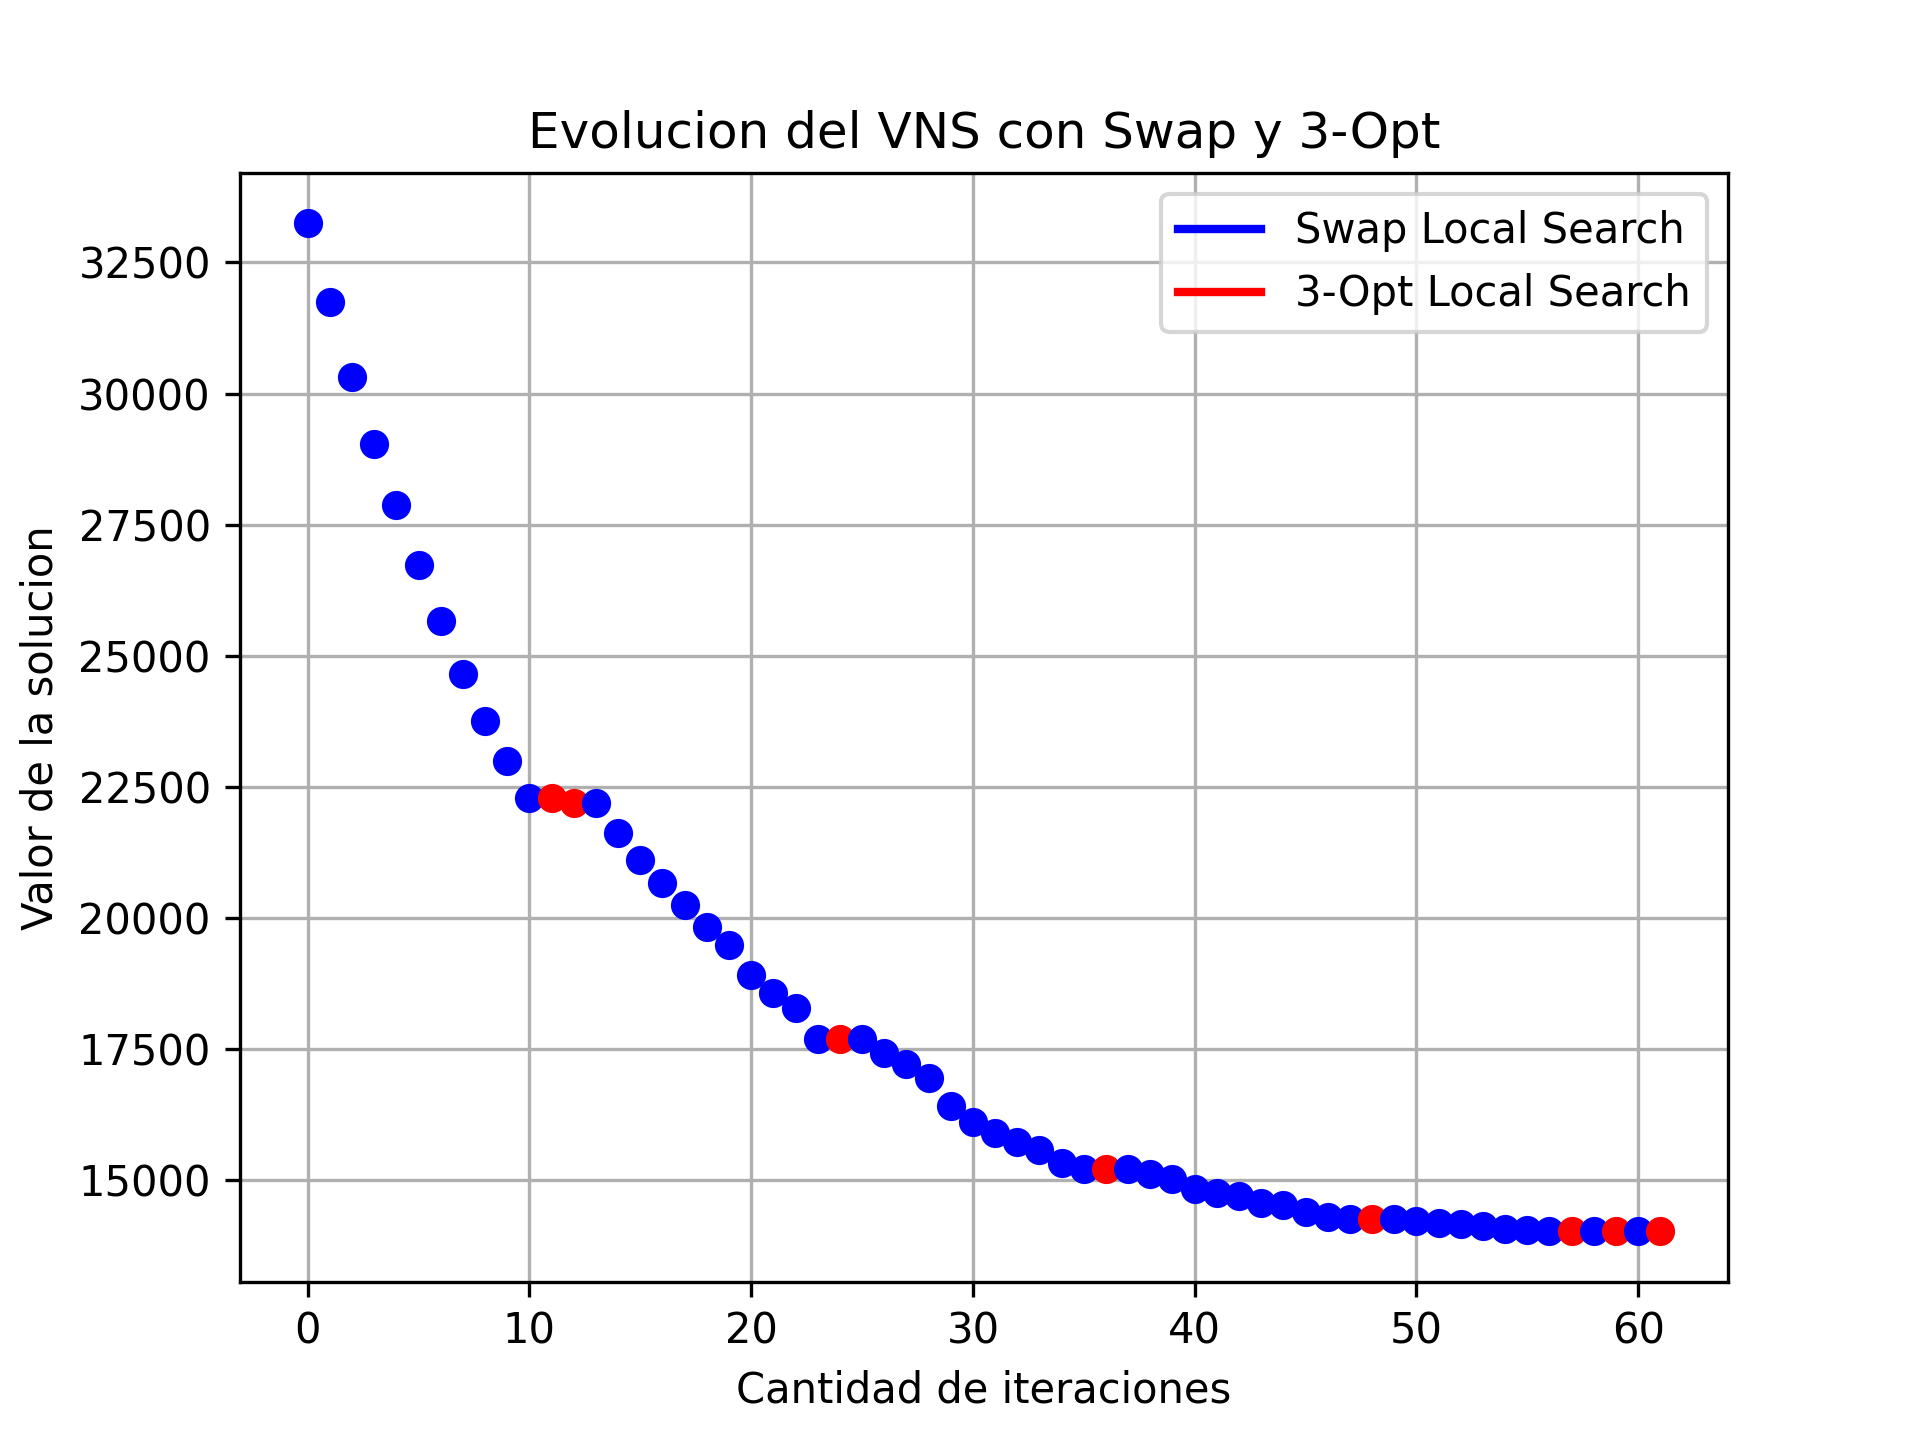 Evolucion del VNS con Swap y 3-Opt
Swap Local Search
3-Opt Local Search
Valor de la solucion
32500
30000
27500
25000
22500
20000
17500
15000
0 10 20 30 40 50 60
Cantidad de iteraciones